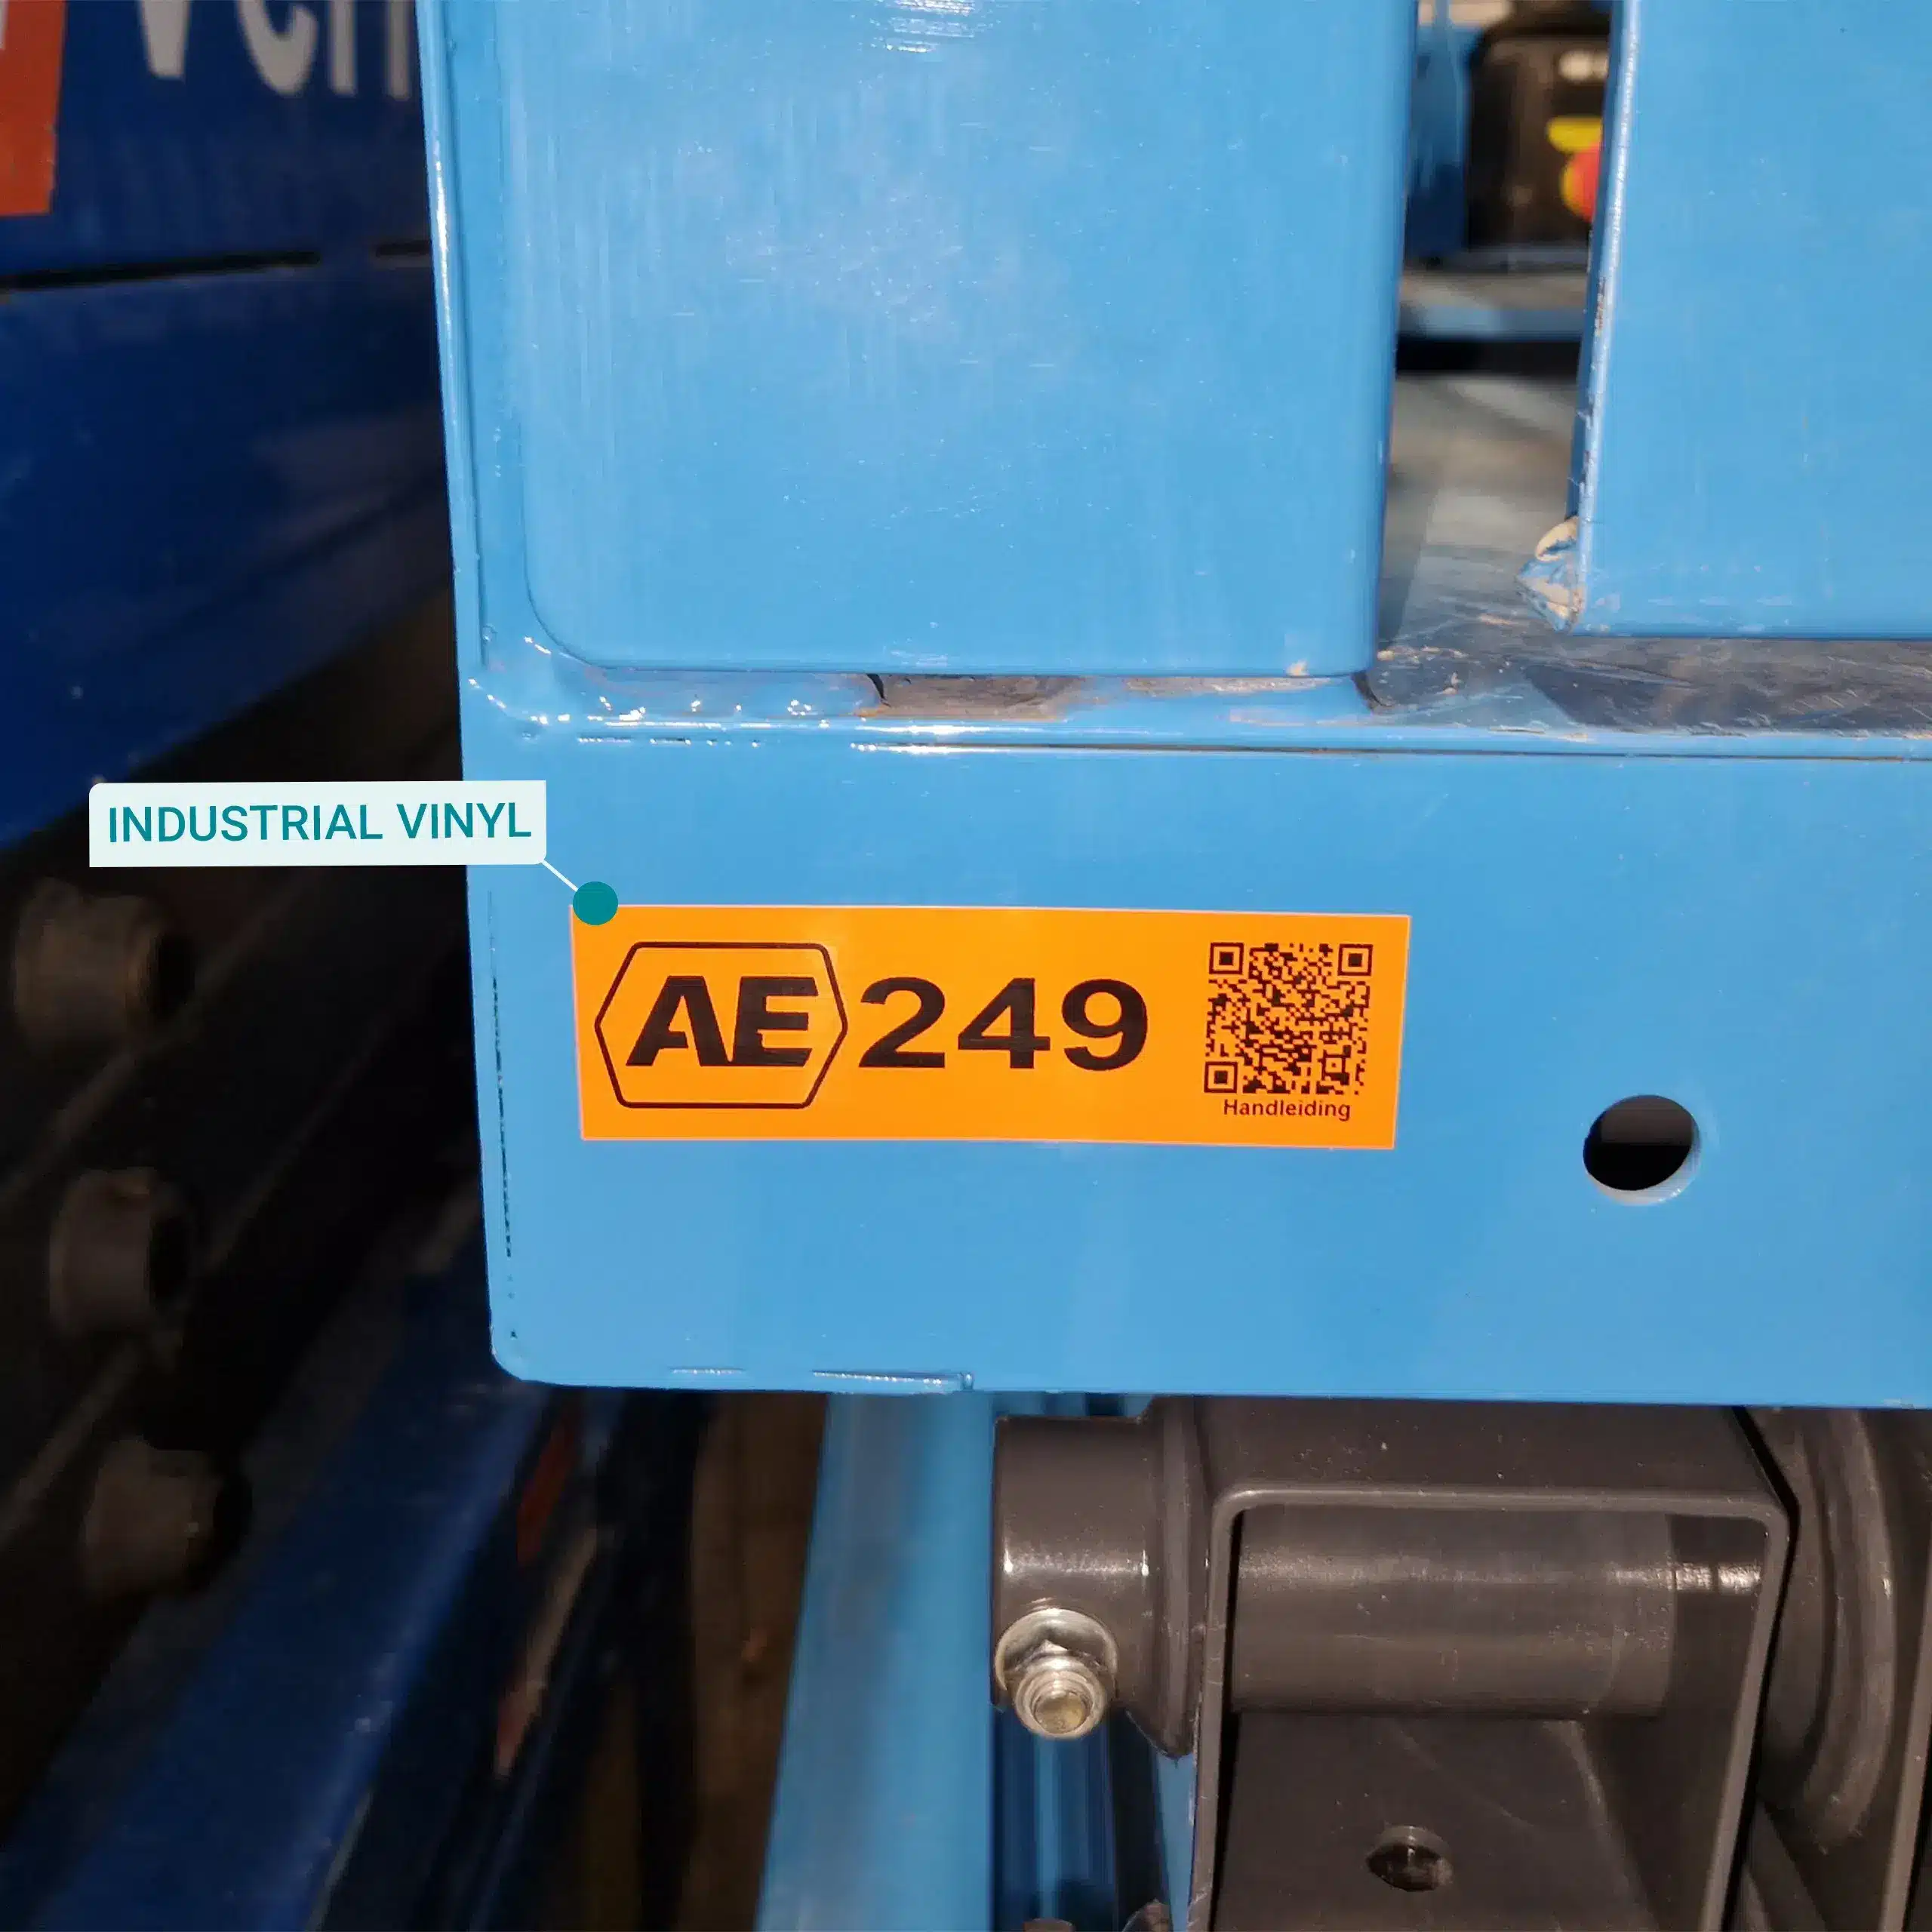 INDUSTRIAL VINYL
AE 249
Handleiding